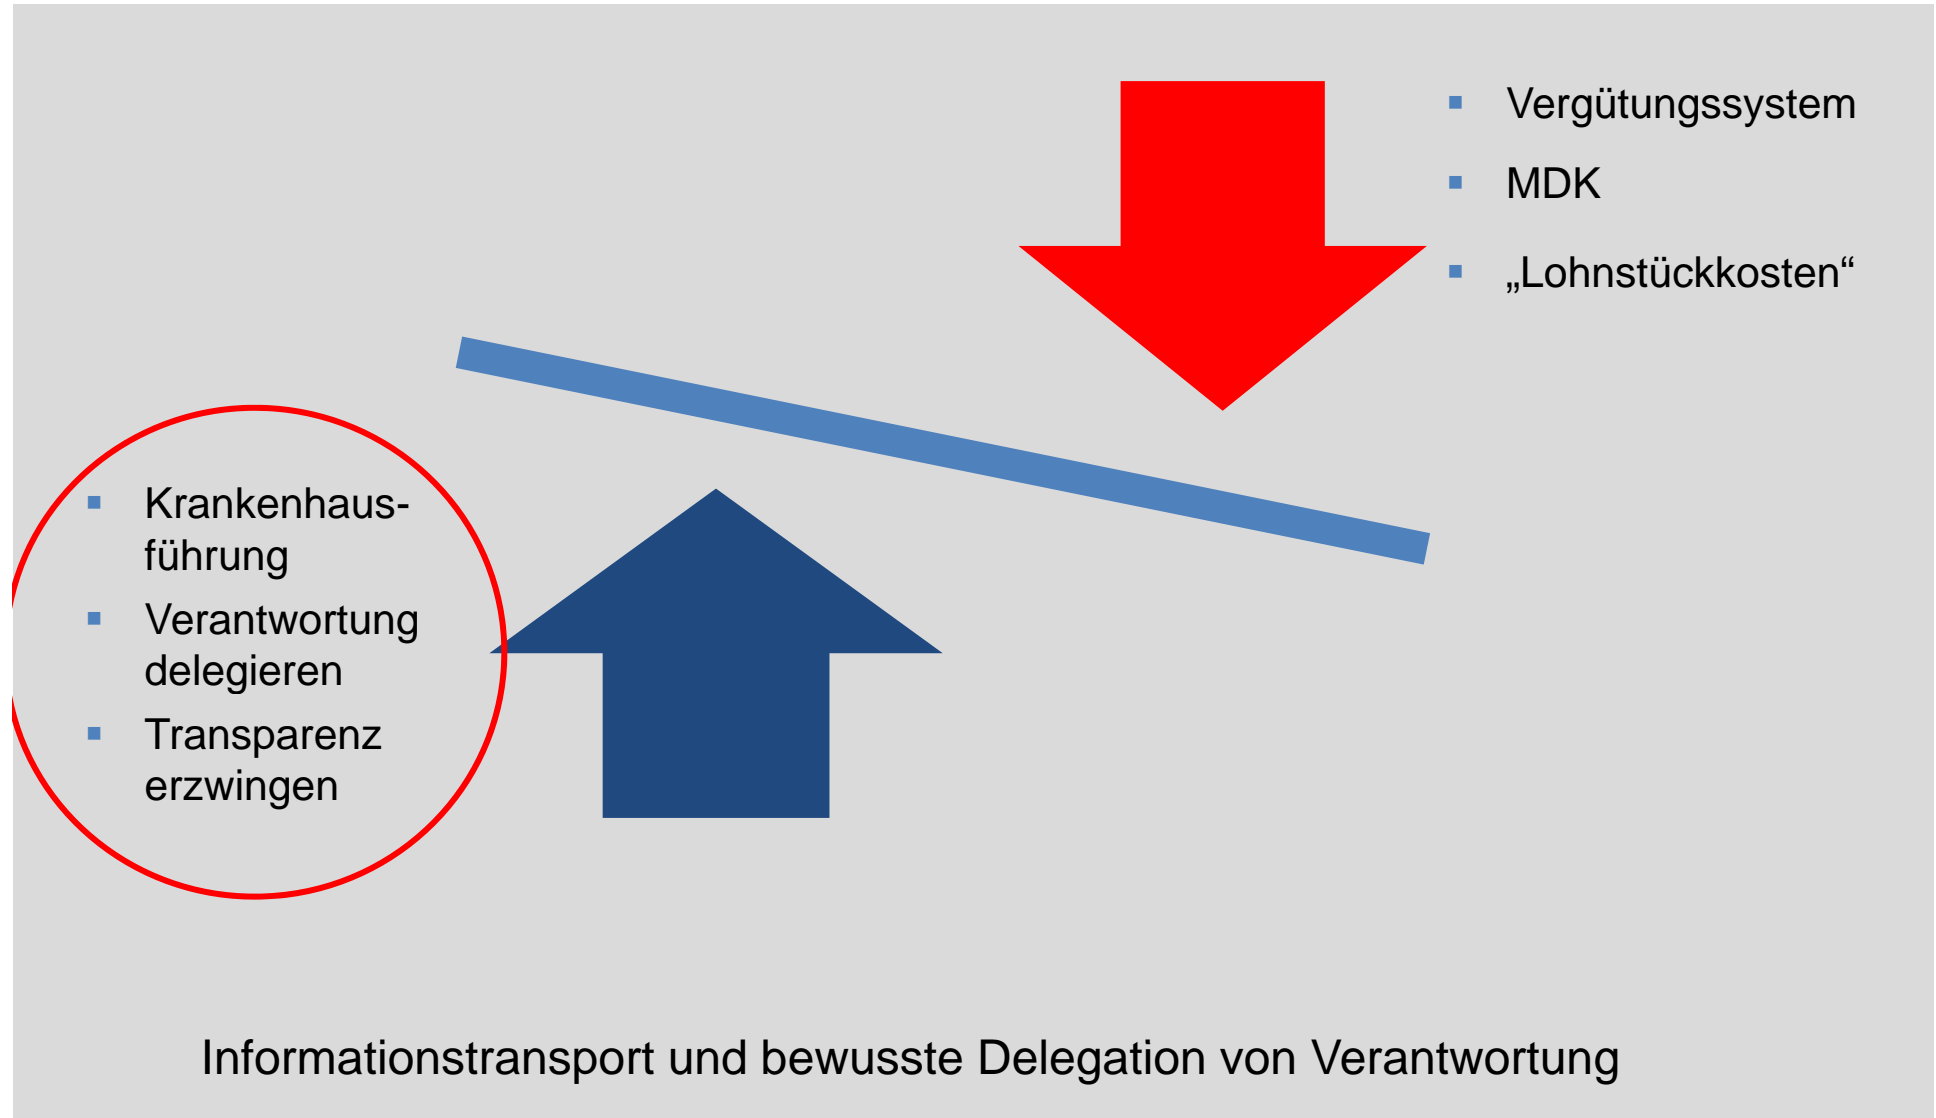 Vergütungssystem
MDK
„Lohnstückkosten“
Krankenhaus-
führung
Verantwortung
delegieren
Transparenz
erzwingen
Informationstransport und bewusste Delegation von Verantwortung